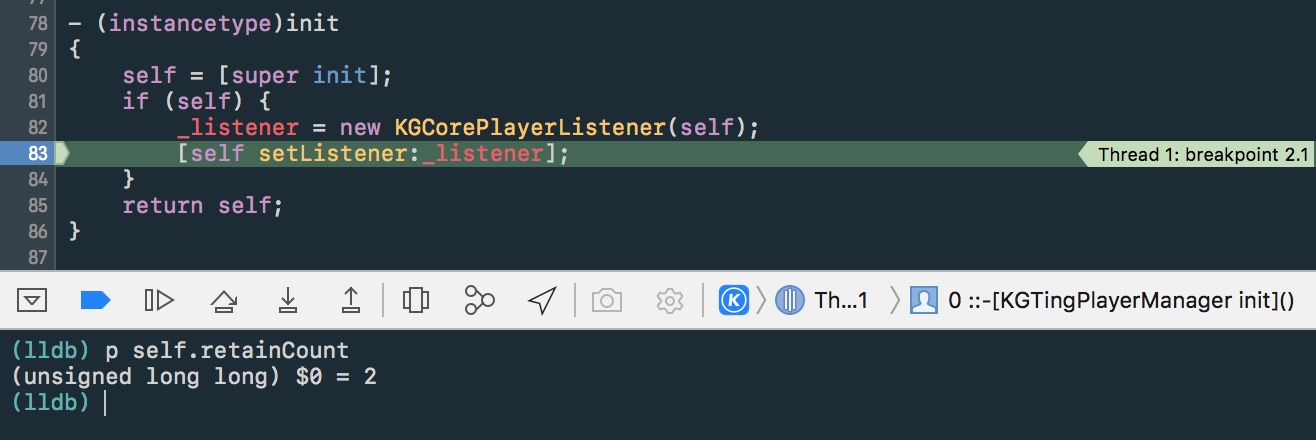 78 - (instancetype)init
79 {
80 self = [super init];
81 if (self) {
82 _listener = new KGCorePlayerListener(self);
83 [self setListener:_listener]; Thread 1: breakpoint 2.1
84 }
85 return self;
86 }
87
K Th...1 0 ::-[KGTingPlayerManager init]()
(lldb) p self.retainCount
(unsigned long long) $0 = 2
(lldb)